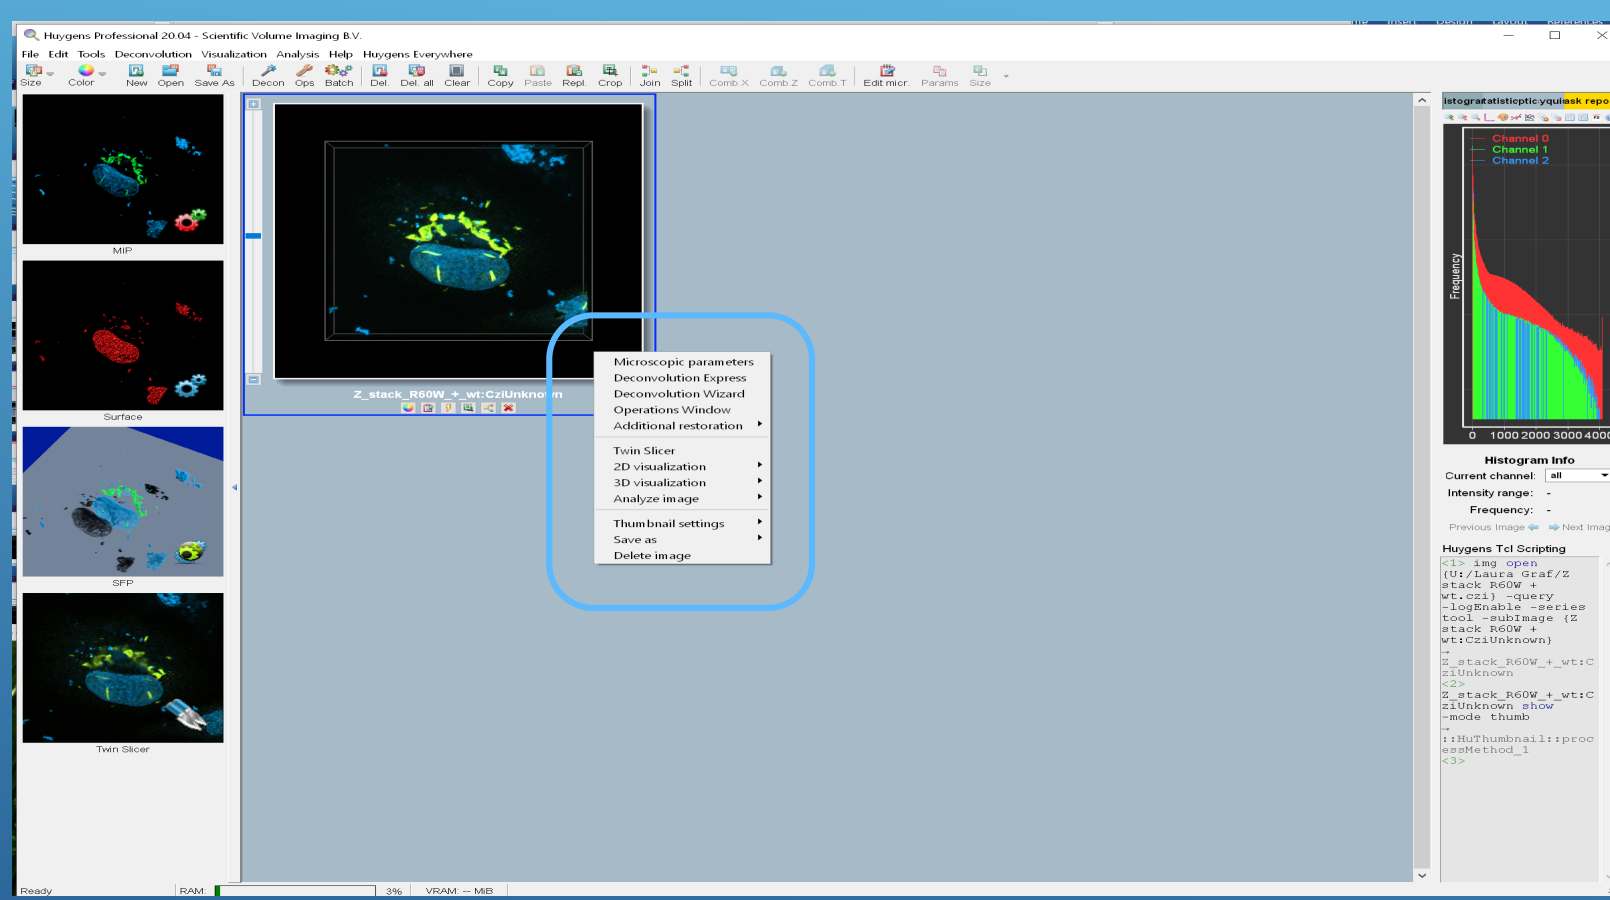 Huygens Professional 20.04 - Scientific Volume Imaging B.V.
File Edit Tools Deconvolution Visualization Analysis Help Huygens Everywhere
Size Color New Open Save As Decon Ops Batch Del. Del. all Clear Copy Paste Repl. Crop Join Split Comb.X Comb.Z Comb.T Edit micr. Params Size
MIP
Surface
SFP
Twin Slicer
Z_stack_R60W_+_wt:CziUnknown
Microscopic parameters
Deconvolution Express
Deconvolution Wizard
Operations Window
Additional restoration
Twin Slicer
2D visualization
3D visualization
Analyze image
Thumbnail settings
Save as
Delete image
Channel 0
Channel 1
Channel 2
Frequency
0 1000 2000 3000 4000
Histogram Info
Current channel: all
Intensity range: -
Frequency: -
Previous Image Next Imag
Huygens Tcl Scripting
<1> img open
{U:/Laura Graf/Z
stack R60W +
wt.czi} -query
-logEnable -series
tool -subImage {Z
stack R60W +
wt:CziUnknown}
→
Z_stack_R60W_+_wt:C
ziUnknown
<2>
Z_stack_R60W_+_wt:C
ziUnknown show
-mode thumb
→
::HuThumbnail::proc
essMethod_1
<3>
Ready RAM: 3% VRAM: -- MiB